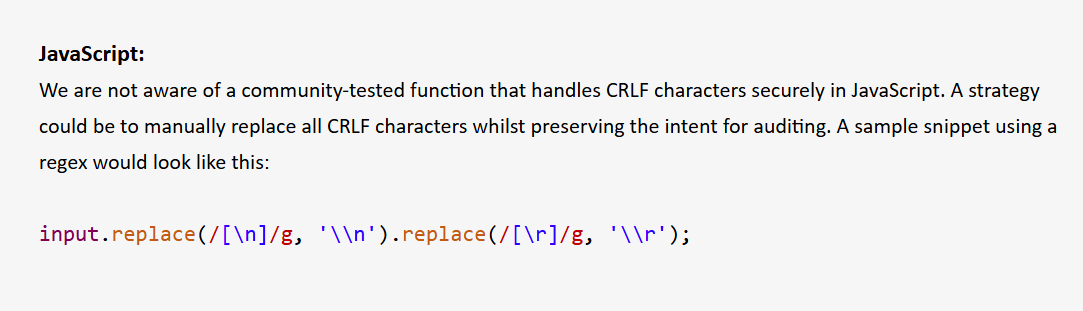 JavaScript:
We are not aware of a community-tested function that handles CRLF characters securely in JavaScript. A strategy
could be to manually replace all CRLF characters whilst preserving the intent for auditing. A sample snippet using a
regex would look like this:
input.replace(/[\n]/g, '\\n').replace(/[\r]/g, '\\r');